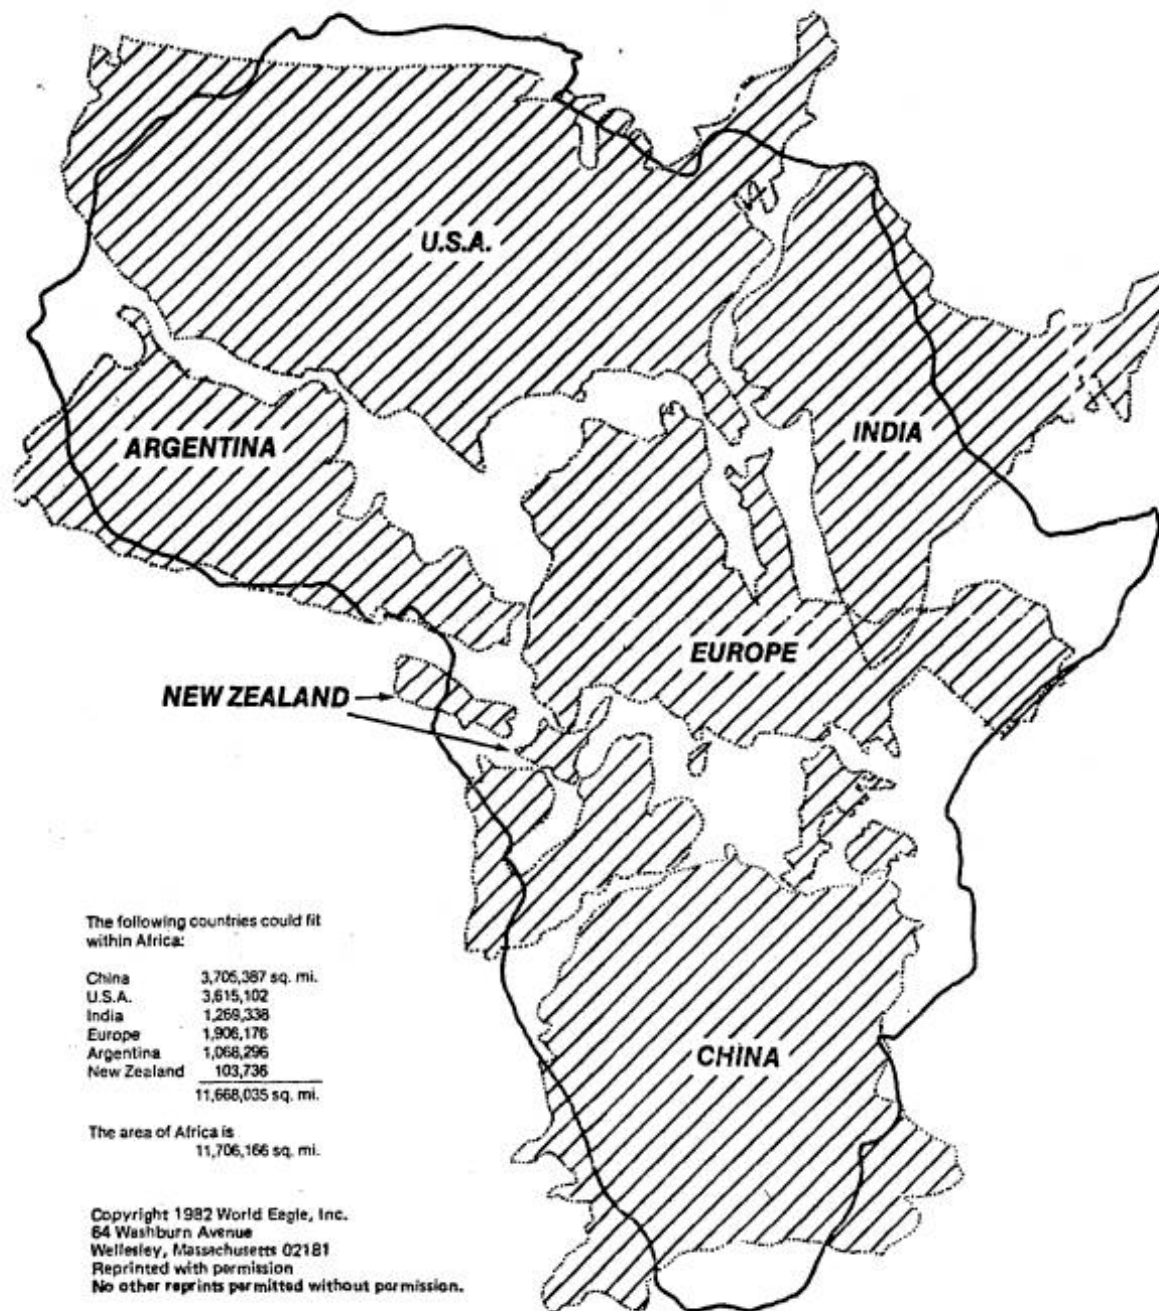 U.S.A.
ARGENTINA
INDIA
EUROPE
NEW ZEALAND
CHINA
The following countries could fit
within Africa:
China 3,705,387 sq. mi.
U.S.A. 3,615,102
India 1,269,338
Europe 1,906,176
Argentina 1,068,296
New Zealand 103,736
11,668,035 sq. mi.
The area of Africa is
11,706,166 sq. mi.
Copyright 1982 World Eagle, Inc.
64 Washburn Avenue
Wellesley, Massachusetts 02181
Reprinted with permission
No other reprints permitted without permission.